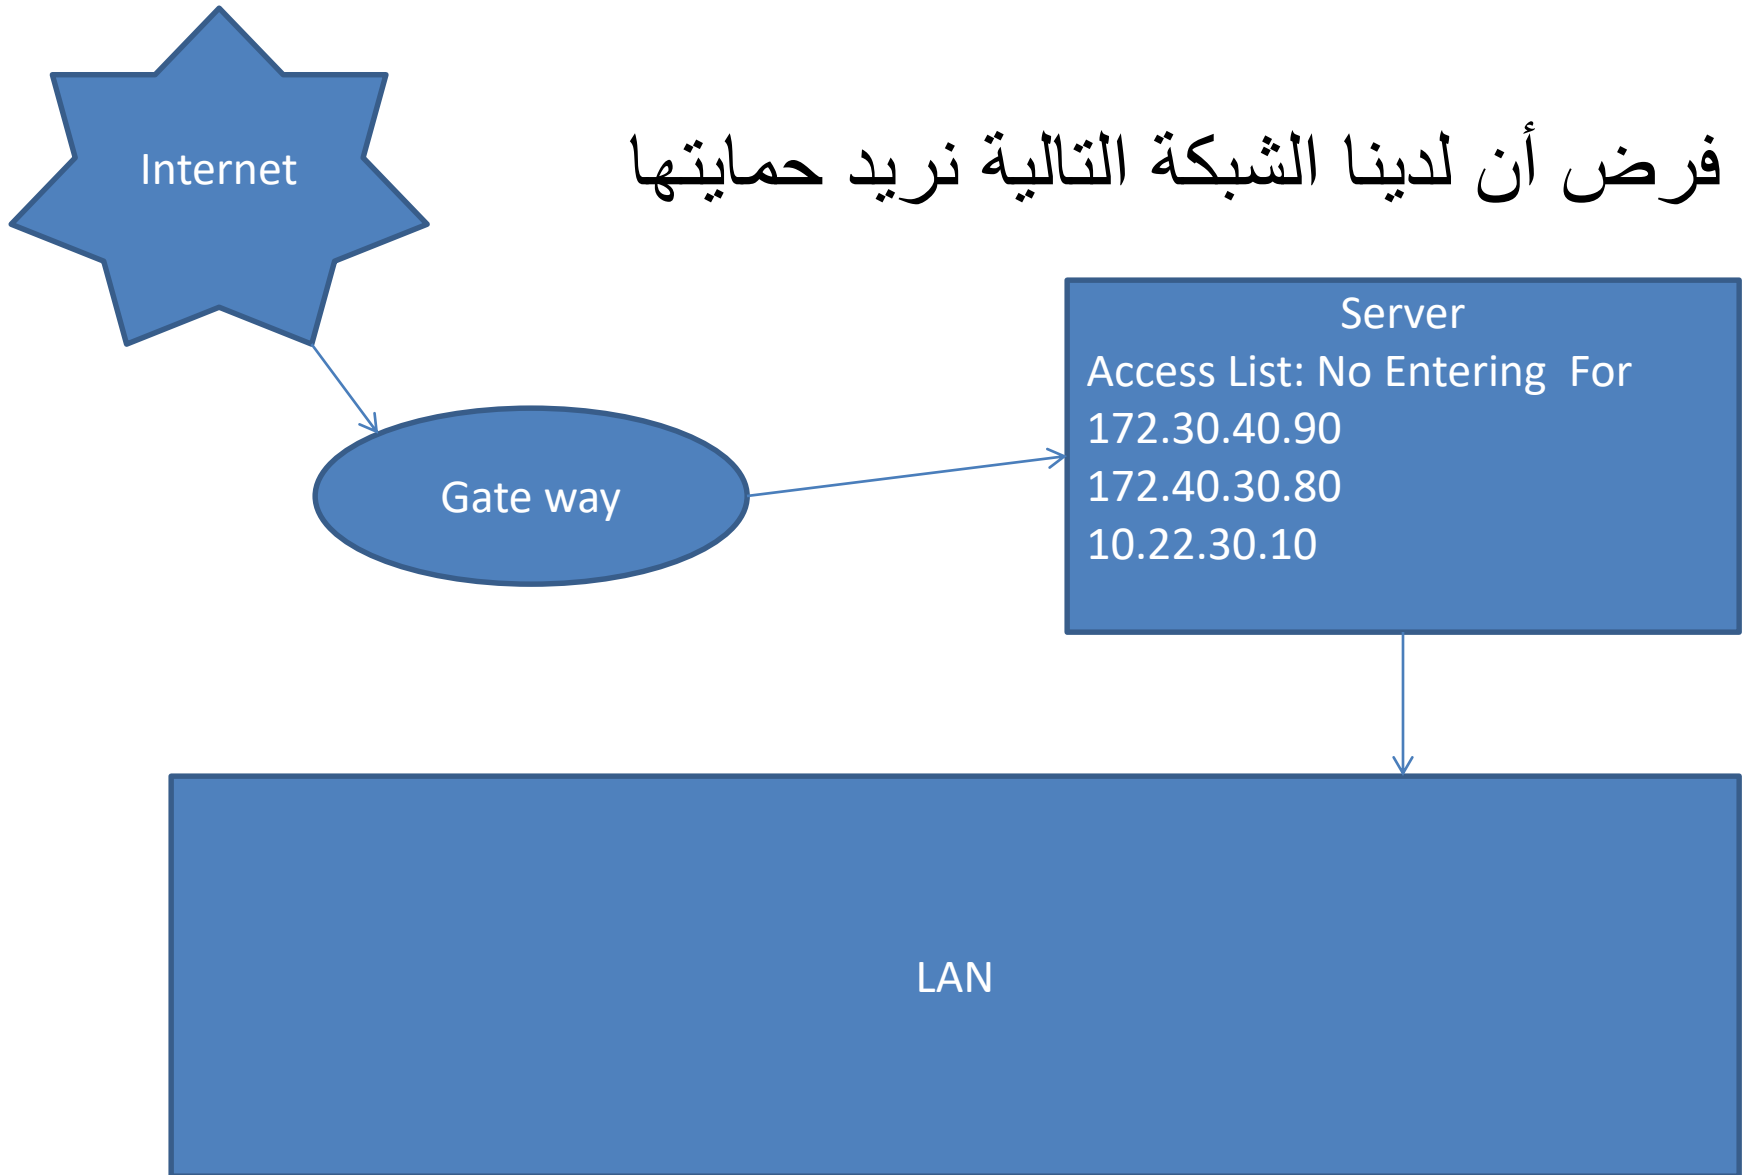 Internet
فرض أن لدينا الشبكة التالية نريد حمايتها
Server
Access List: No Entering  For
172.30.40.90
172.40.30.80
10.22.30.10
Gate way
LAN